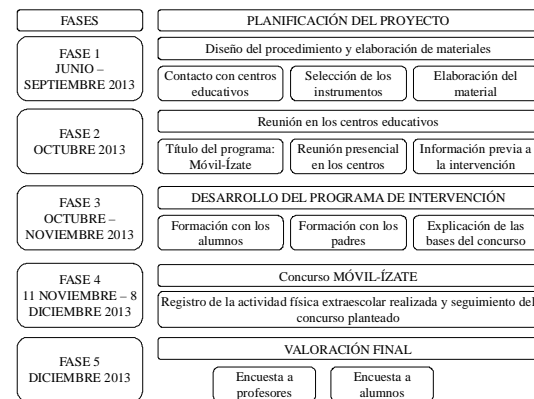 FASES
PLANIFICACIÓN DEL PROYECTO
FASE 1
JUNIO –
SEPTIEMBRE 2013
Diseño del procedimiento y elaboración de materiales
Contacto con centros
educativos
Selección de los
instrumentos
Elaboración del
material
FASE 2
OCTUBRE 2013
Reunión en los centros educativos
Título del programa:
Móvil-Ízate
Reunión presencial
en los centros
Información previa a
la intervención
FASE 3
OCTUBRE –
NOVIEMBRE 2013
DESARROLLO DEL PROGRAMA DE INTERVENCIÓN
Formación con los
alumnos
Formación con los
padres
Explicación de las
bases del concurso
FASE 4
11 NOVIEMBRE – 8
DICIEMBRE 2013
Concurso MÓVIL-ÍZATE
Registro de la actividad física extraescolar realizada y seguimiento del
concurso planteado
FASE 5
DICIEMBRE 2013
VALORACIÓN FINAL
Encuesta a
profesores
Encuesta a
alumnos